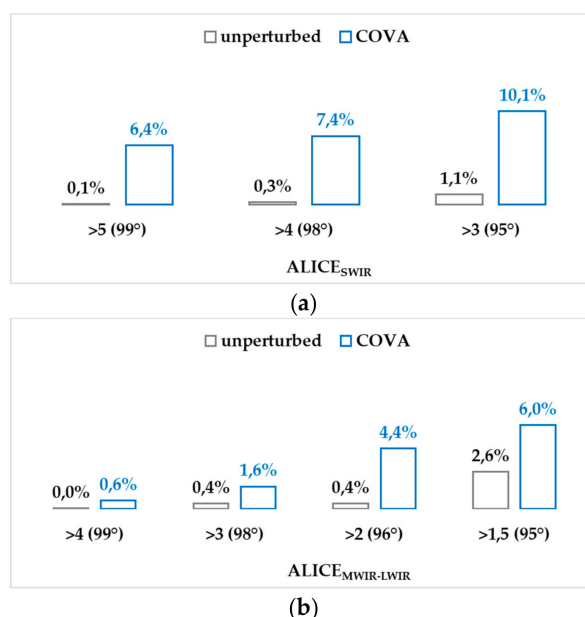 unperturbed COVA
6,4% 7,4% 10,1%
0,1% 0,3% 1,1%
>5 (99°) >4 (98°) >3 (95°)
ALICESWIR
(a)
unperturbed COVA
0,0% 0,6% 0,4% 1,6% 0,4% 4,4% 2,6% 6,0%
>4 (99°) >3 (98°) >2 (96°) >1,5 (95°)
ALICEMWIR-LWIR
(b)